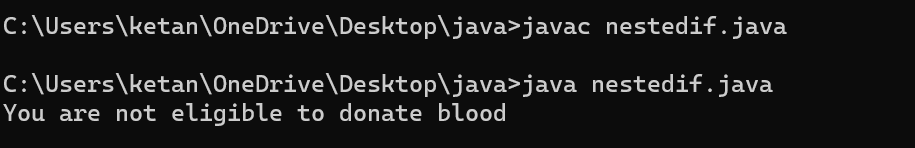 C:\Users\ketan\OneDrive\Desktop\java>javac nestedif.java
C:\Users\ketan\OneDrive\Desktop\java>java nestedif.java
You are not eligible to donate blood